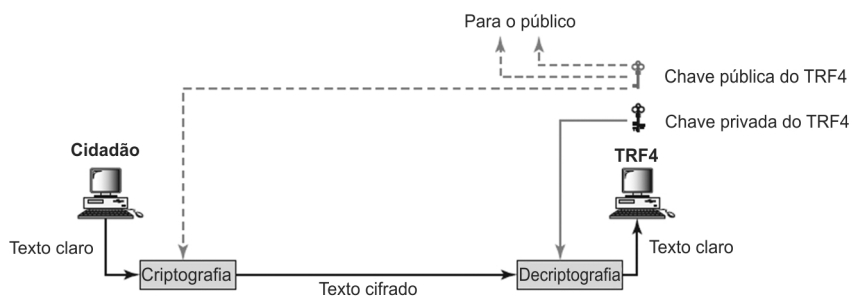 Para o público
Chave pública do TRF4
Chave privada do TRF4
Cidadão
TRF4
Texto claro
Texto claro
Criptografia
Decriptografia
Texto cifrado